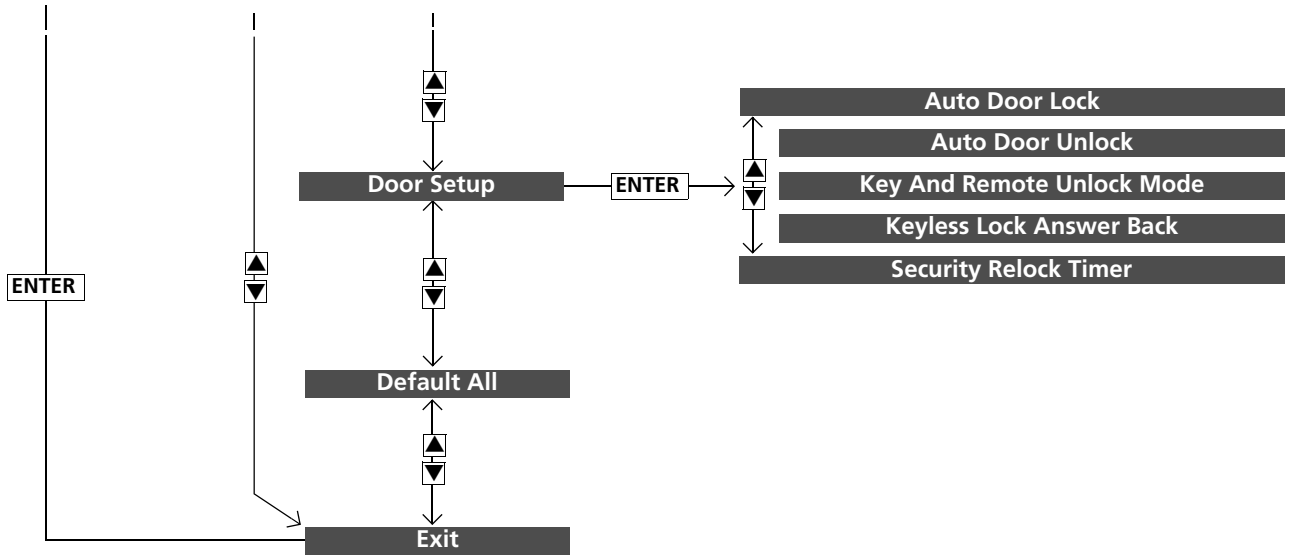 Auto Door Lock
Auto Door Unlock
Door Setup
ENTER
Key And Remote Unlock Mode
Keyless Lock Answer Back
Security Relock Timer
ENTER
Default All
Exit